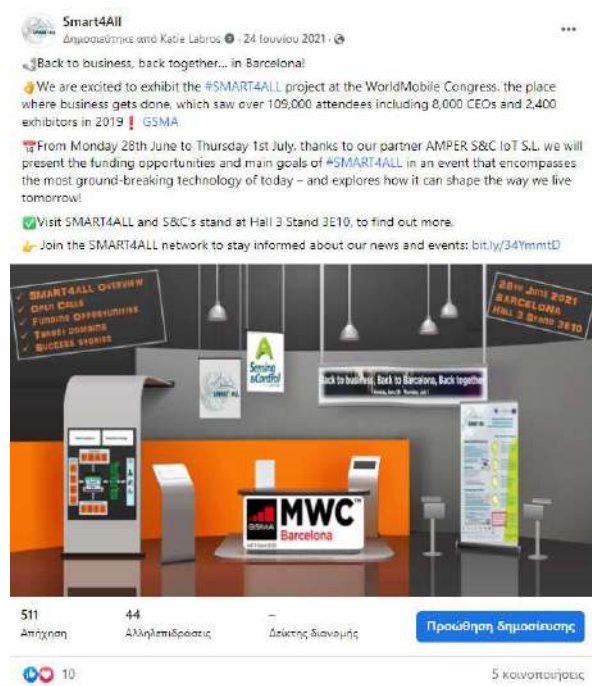 Smart4All
Δημοσιεύτηκε από Katie Labros · 24 Ιουνίου 2021 ·
Back to business, back together... in Barcelona!
We are excited to exhibit the #SMART4ALL project at the WorldMobile Congress, the place
where business gets done, which saw over 109,000 attendees including 8,000 CEOs and 2,400
exhibitors in 2019❗ GSMA
From Monday 28th June to Thursday 1st July, thanks to our partner AMPER S&C IoT S.L. we will
present the funding opportunities and main goals of #SMART4ALL in an event that encompasses
the most ground-breaking technology of today – and explores how it can shape the way we live
tomorrow!
✅Visit SMART4ALL and S&C's stand at Hall 3 Stand 3E10, to find out more.
👉 Join the SMART4ALL network to stay informed about our news and events: bit.ly/34YmmtD
✓ SMART4ALL OVERVIEW
✓ OPEN CALLS
✓ FUNDING OPPORTUNITIES
✓ TARGET DOMAINS
✓ SUCCESS STORIES
28TH JUNE 2021
BARCELONA
HALL 3 STAND 3E10
Sensing
&Control
Back to business, Back to Barcelona, Back together
GSMA
MWC
Barcelona
511
Απήχηση
44
Αλληλεπιδράσεις
–
Δείκτης διανομής
Προώθηση δημοσίευσης
10
5 κοινοποιήσεις